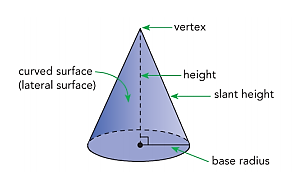 vertex
curved surface
(lateral surface)
height
slant height
base radius